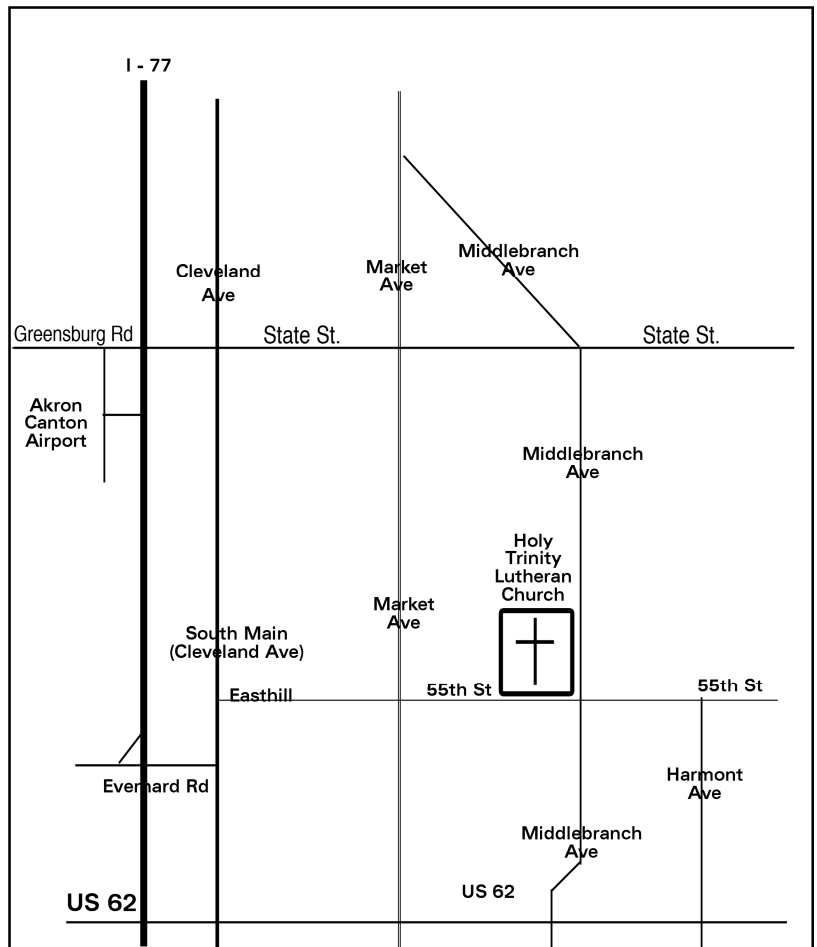 I - 77
Cleveland
Ave
Market
Ave
Middlebranch
Ave
Greensburg Rd
State St.
State St.
Akron
Canton
Airport
Middlebranch
Ave
Holy
Trinity
Lutheran
Church
Market
Ave
South Main
(Cleveland Ave)
Easthill
55th St
55th St
Everhard Rd
Harmont
Ave
Middlebranch
Ave
US 62
US 62